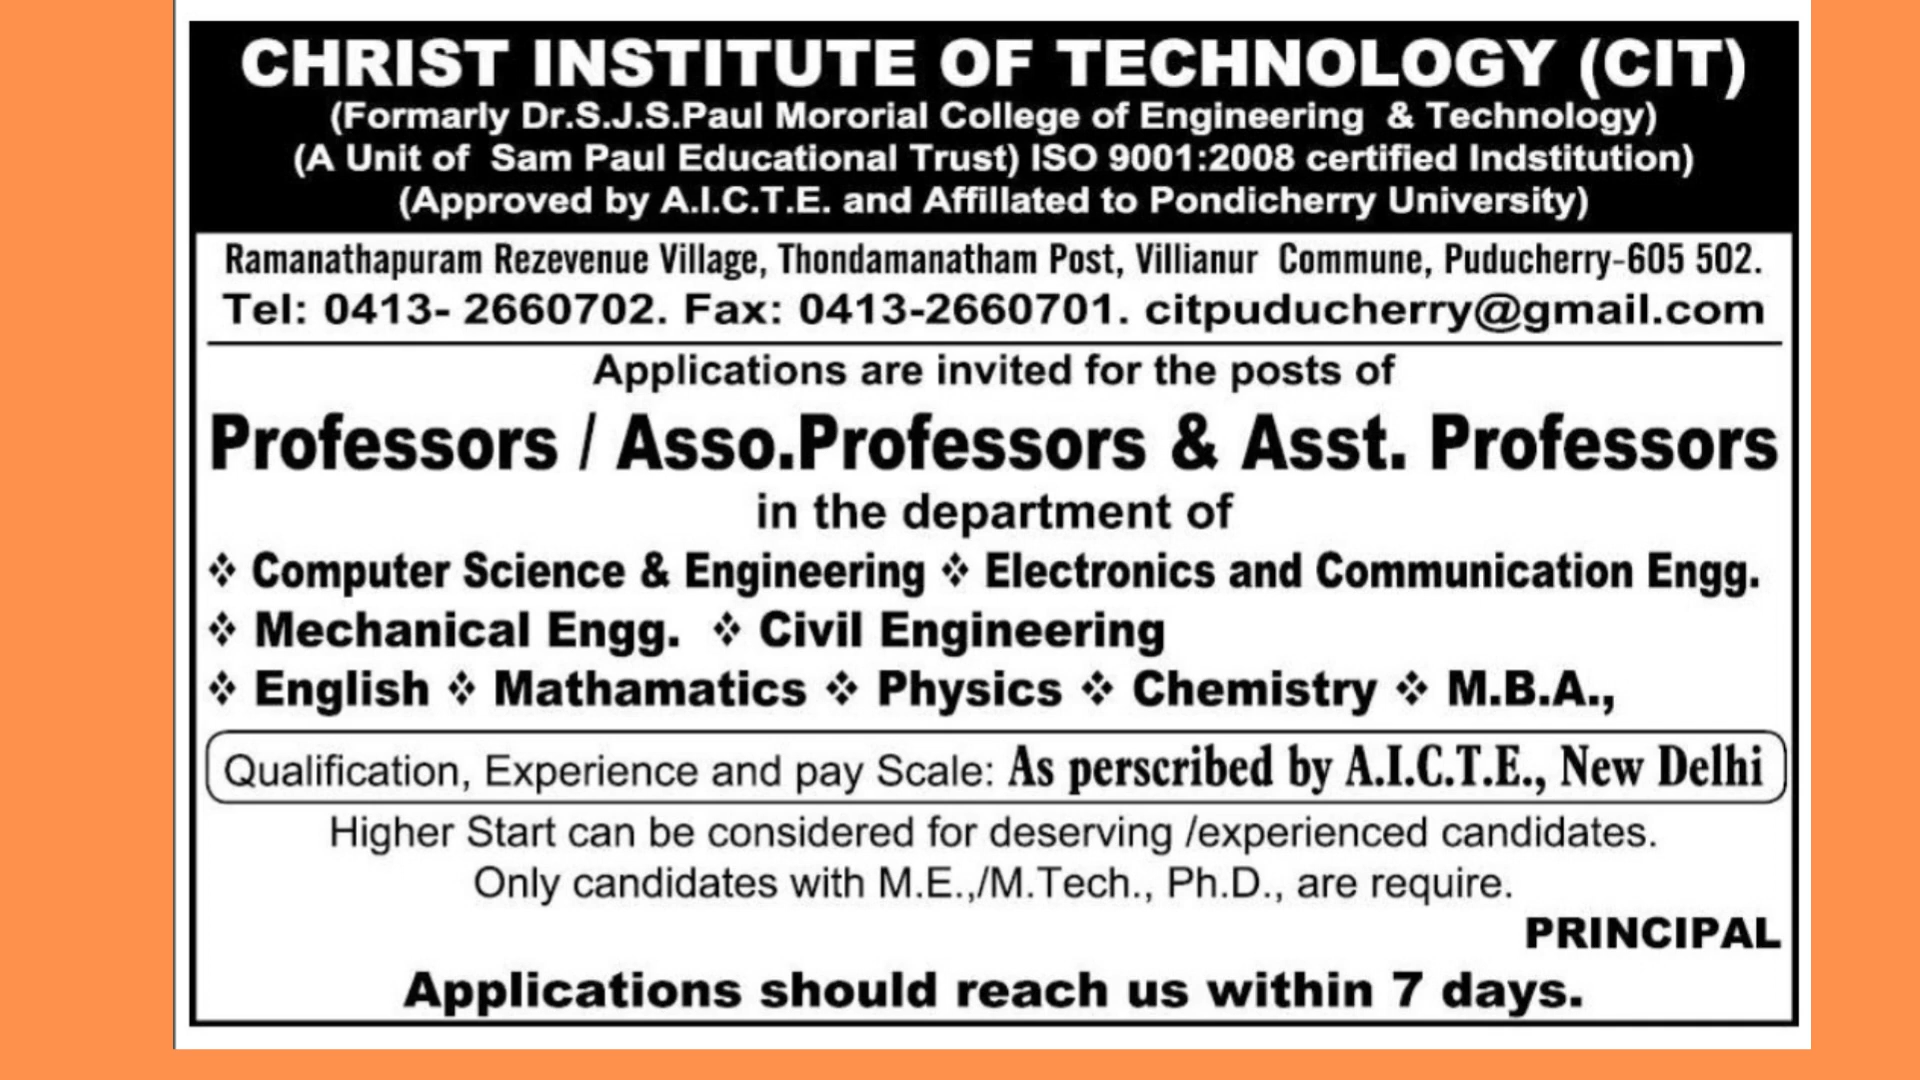 CHRIST INSTITUTE OF TECHNOLOGY (CIT)
(Formarly Dr.S.J.S.Paul Mororial College of Engineering & Technology)
(A Unit of Sam Paul Educational Trust) ISO 9001:2008 certified Indstitution)
(Approved by A.I.C.T.E. and Affillated to Pondicherry University)
Ramanathapuram Rezevenue Village, Thondamanatham Post, Villianur Commune, Puducherry-605 502.
Tel: 0413- 2660702. Fax: 0413-2660701. citpuducherry@gmail.com
Applications are invited for the posts of
Professors / Asso.Professors & Asst. Professors
in the department of
❖ Computer Science & Engineering ❖ Electronics and Communication Engg.
❖ Mechanical Engg. ❖ Civil Engineering
❖ English ❖ Mathamatics ❖ Physics ❖ Chemistry ❖ M.B.A.,
Qualification, Experience and pay Scale: As perscribed by A.I.C.T.E., New Delhi
Higher Start can be considered for deserving /experienced candidates.
Only candidates with M.E.,/M.Tech., Ph.D., are require.
PRINCIPAL
Applications should reach us within 7 days.